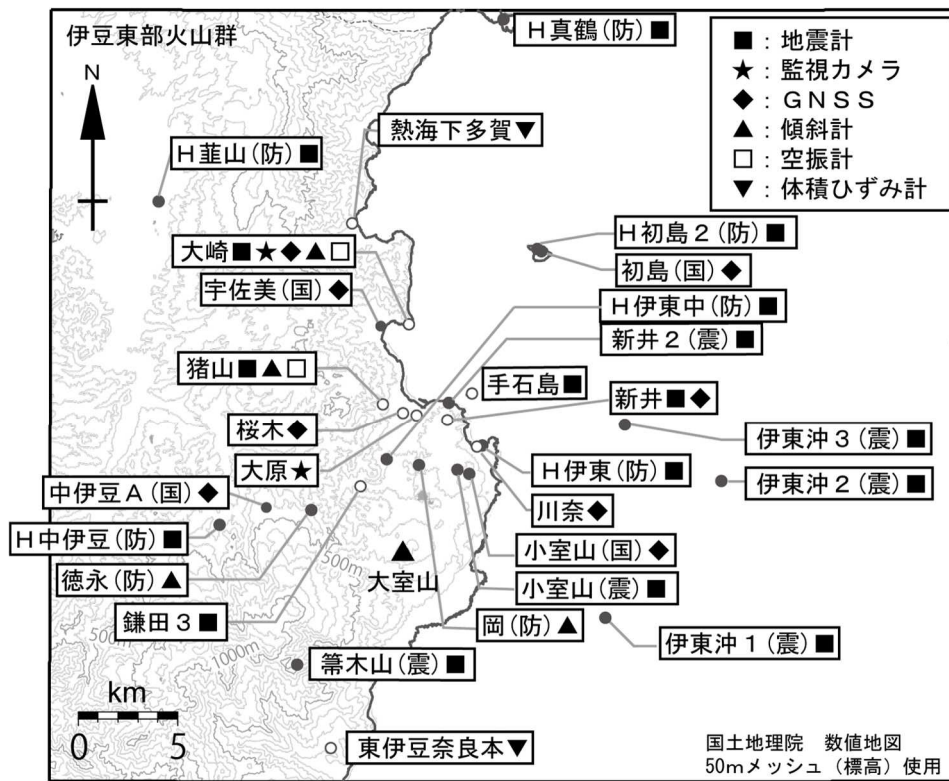 伊豆東部火山群
N
H真鶴(防)■
■：地震計
★：監視カメラ
◆：GNSS
▲：傾斜計
□：空振計
▼：体積ひずみ計
熱海下多賀▼
H韮山(防)■
H初島2(防)■
大崎■★◆▲□
初島(国)◆
宇佐美(国)◆
H伊東中(防)■
新井2(震)■
猪山■▲□
手石島■
新井■◆
桜木◆
伊東沖3(震)■
大原★
H伊東(防)■
伊東沖2(震)■
中伊豆A(国)◆
川奈◆
H中伊豆(防)■
小室山(国)◆
500m
大室山
徳永(防)▲
小室山(震)■
鎌田3■
岡(防)▲
500m
伊東沖1(震)■
1000m
箒木山(震)■
km
0 5
東伊豆奈良本▼
国土地理院 数値地図
50mメッシュ(標高)使用